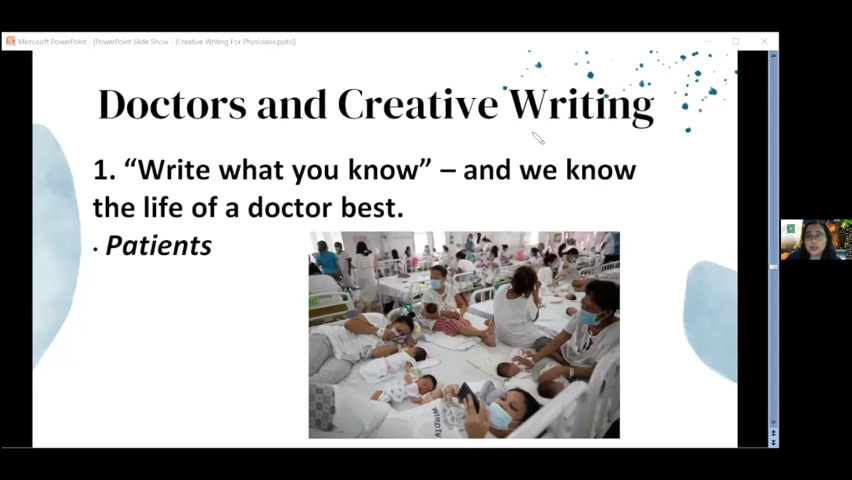 Microsoft PowerPoint - [PowerPoint Slide Show - [Creative Writing For Physicians.ppts]]
Doctors and Creative Writing
1. “Write what you know” – and we know
the life of a doctor best.
· Patients